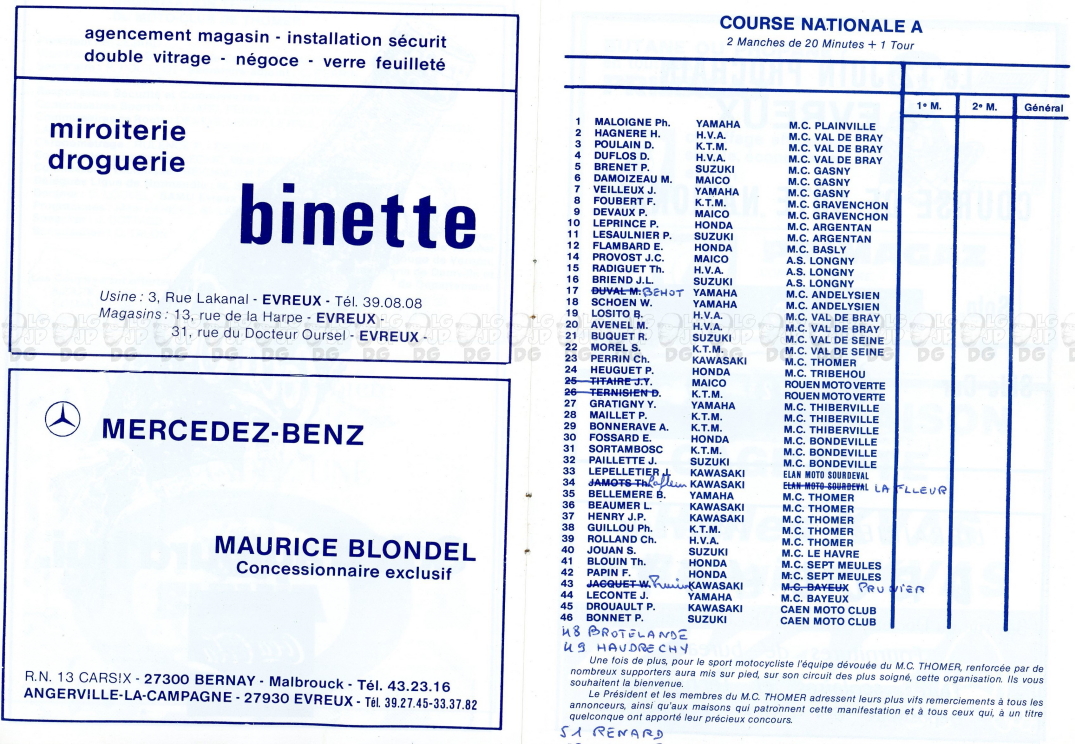 agencement magasin - installation sécurit
double vitrage - négoce - verre feuilleté
miroiterie
droguerie
binette
Usine : 3, Rue Lakanal - EVREUX - Tél. 39.08.08
Magasins : 13, rue de la Harpe - EVREUX -
31, rue du Docteur Oursel - EVREUX -
MERCEDEZ-BENZ
MAURICE BLONDEL
Concessionnaire exclusif
R.N. 13 CARSIX - 27300 BERNAY - Malbrouck - Tél. 43.23.16
ANGERVILLE-LA-CAMPAGNE - 27930 EVREUX - Tél. 39.27.45-33.37.82
COURSE NATIONALE A
2 Manches de 20 Minutes + 1 Tour
1e M. 2e M. Général
1 MALOIGNE Ph. YAMAHA M.C. PLAINVILLE
2 HAGNERE H. H.V.A. M.C. VAL DE BRAY
3 POULAIN D. K.T.M. M.C. VAL DE BRAY
4 DUFLOS D. H.V.A. M.C. VAL DE BRAY
5 BRENET P. SUZUKI M.C. GASNY
6 DAMOIZEAU M. MAICO M.C. GASNY
7 VEILLEUX J. YAMAHA M.C. GASNY
8 FOUBERT F. K.T.M. M.C. GRAVENCHON
9 DEVAUX P. MAICO M.C. GRAVENCHON
10 LEPRINCE P. HONDA M.C. ARGENTAN
11 LESAULNIER P. SUZUKI M.C. ARGENTAN
12 FLAMBARD E. HONDA M.C. BASLY
14 PROVOST J.C. MAICO A.S. LONGNY
15 RADIGUET Th. H.V.A. A.S. LONGNY
16 BRIEND J.L. SUZUKI A.S. LONGNY
17 DUVAL M. BEHOT YAMAHA M.C. ANDELYSIEN
18 SCHOEN W. YAMAHA M.C. ANDELYSIEN
19 LOSITO B. H.V.A. M.C. VAL DE BRAY
20 AVENEL M. H.V.A. M.C. VAL DE BRAY
21 BUQUET R. SUZUKI M.C. VAL DE SEINE
22 MOREL S. K.T.M. M.C. VAL DE SEINE
23 PERRIN Ch. KAWASAKI M.C. THOMER
24 HEUGUET P. HONDA M.C. TRIBEHOU
25 TITAIRE J.Y. MAICO ROUEN MOTO VERTE
26 TERNISIEN D. K.T.M. ROUEN MOTO VERTE
27 GRATIGNY Y. YAMAHA M.C. THIBERVILLE
28 MAILLET P. K.T.M. M.C. THIBERVILLE
29 BONNERAVE A. K.T.M. M.C. THIBERVILLE
30 FOSSARD E. HONDA M.C. BONDEVILLE
31 SORTAMBOSC K.T.M. M.C. BONDEVILLE
32 PAILLETTE J. SUZUKI M.C. BONDEVILLE
33 LEPELLETIER J. KAWASAKI ELAN MOTO SOURDEVAL
34 JAMOTS Th. Lafleur KAWASAKI ELAN MOTO SOURDEVAL LA FLLEUR
35 BELLEMERE B. YAMAHA M.C. THOMER
36 BEAUMER L. KAWASAKI M.C. THOMER
37 HENRY J.P. KAWASAKI M.C. THOMER
38 GUILLOU Ph. K.T.M. M.C. THOMER
39 ROLLAND Ch. H.V.A. M.C. THOMER
40 JOUAN S. SUZUKI M.C. LE HAVRE
41 BLOUIN Th. HONDA M.C. SEPT MEULES
42 PAPIN F. HONDA M.C. SEPT MEULES
43 JACQUET W. KAWASAKI M.C. BAYEUX PRUNIER
44 LECONTE J. YAMAHA M.C. BAYEUX
45 DROUAULT P. KAWASAKI CAEN MOTO CLUB
46 BONNET P. SUZUKI CAEN MOTO CLUB
48 BROTELANDE
49 HAUDRECHY
Une fois de plus, pour le sport motocycliste l'équipe dévouée du M.C. THOMER, renforcée par de
nombreux supporters aura mis sur pied, sur son circuit des plus soigné, cette organisation. Ils vous
souhaitent la bienvenue.
Le Président et les membres du M.C. THOMER adressent leurs plus vifs remerciements à tous les
annonceurs, ainsi qu'aux maisons qui patronnent cette manifestation et à tous ceux qui, à un titre
quelconque ont apporté leur précieux concours.
51 RENARD